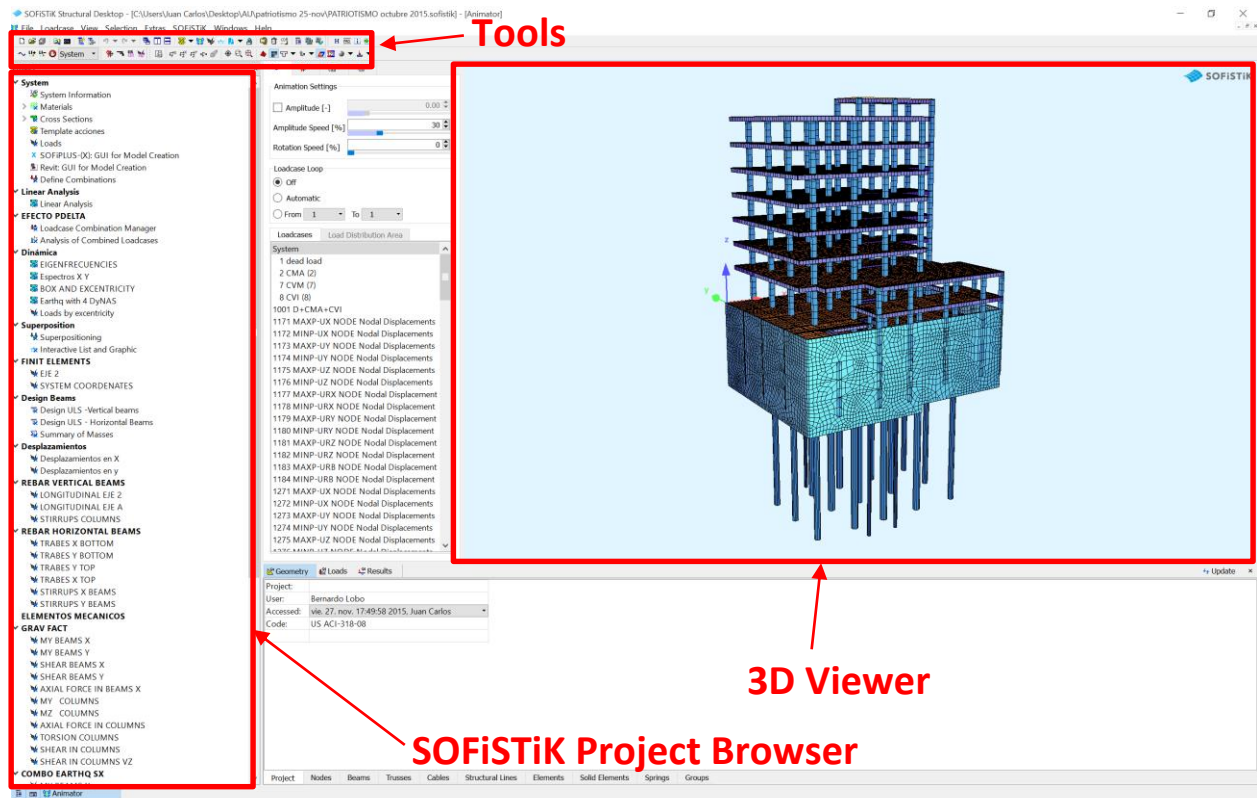 SOFiSTiK Structural Desktop - [C:\Users\Juan Carlos\Desktop\AU\patriotismo 25-nov\PATRIOTISMO octubre 2015.sofistik] - [Animator]
File Loadcase View Selection Extras SOFiSTiK Windows Help
Tools
System
System
System Information
Materials
Cross Sections
Template acciones
Loads
SOFiPLUS-(X): GUI for Model Creation
Revit: GUI for Model Creation
Define Combinations
Linear Analysis
Linear Analysis
EFECTO PDELTA
Loadcase Combination Manager
Analysis of Combined Loadcases
Dinámica
EIGENFRECUENCIES
Espectros X Y
BOX AND EXCENTRICITY
Earthq with 4 DyNAS
Loads by excentricity
Superposition
Superpositioning
Interactive List and Graphic
FINIT ELEMENTS
EJE 2
SYSTEM COORDENATES
Design Beams
Design ULS -Vertical beams
Design ULS - Horizontal Beams
Summary of Masses
Desplazamientos
Desplazamientos en X
Desplazamientos en y
REBAR VERTICAL BEAMS
LONGITUDINAL EJE 2
LONGITUDINAL EJE A
STIRRUPS COLUMNS
REBAR HORIZONTAL BEAMS
TRABES X BOTTOM
TRABES Y BOTTOM
TRABES Y TOP
TRABES X TOP
STIRRUPS X BEAMS
STIRRUPS Y BEAMS
ELEMENTOS MECANICOS
GRAV FACT
MY BEAMS X
MY BEAMS Y
SHEAR BEAMS X
SHEAR BEAMS Y
AXIAL FORCE IN BEAMS X
MY COLUMNS
MZ COLUMNS
AXIAL FORCE IN COLUMNS
TORSION COLUMNS
SHEAR IN COLUMNS
SHEAR IN COLUMNS VZ
COMBO EARTHQ SX
Animator
Animation Settings
Amplitude [-] 0.00
Amplitude Speed [%] 30
Rotation Speed [%] 0
Loadcase Loop
Off
Automatic
From 1 To 1
Loadcases Load Distribution Area
System
1 dead load
2 CMA (2)
7 CVM (7)
8 CVI (8)
1001 D+CMA+CVI
1171 MAXP-UX NODE Nodal Displacements
1172 MINP-UX NODE Nodal Displacements
1173 MAXP-UY NODE Nodal Displacements
1174 MINP-UY NODE Nodal Displacements
1175 MAXP-UZ NODE Nodal Displacements
1176 MINP-UZ NODE Nodal Displacements
1177 MAXP-URX NODE Nodal Displacement
1178 MINP-URX NODE Nodal Displacement
1179 MAXP-URY NODE Nodal Displacement
1180 MINP-URY NODE Nodal Displacement
1181 MAXP-URZ NODE Nodal Displacement
1182 MINP-URZ NODE Nodal Displacement
1183 MAXP-URB NODE Nodal Displacement
1184 MINP-URB NODE Nodal Displacement
1271 MAXP-UX NODE Nodal Displacements
1272 MINP-UX NODE Nodal Displacements
1273 MAXP-UY NODE Nodal Displacements
1274 MINP-UY NODE Nodal Displacements
1275 MAXP-UZ NODE Nodal Displacements
SOFiSTiK
z
Y
Geometry Loads Results
Update
Project:
User: Bernardo Lobo
Accessed: vie. 27. nov. 17:49:58 2015, Juan Carlos
Code: US ACI-318-08
3D Viewer
SOFiSTiK Project Browser
Project Nodes Beams Trusses Cables Structural Lines Elements Solid Elements Springs Groups